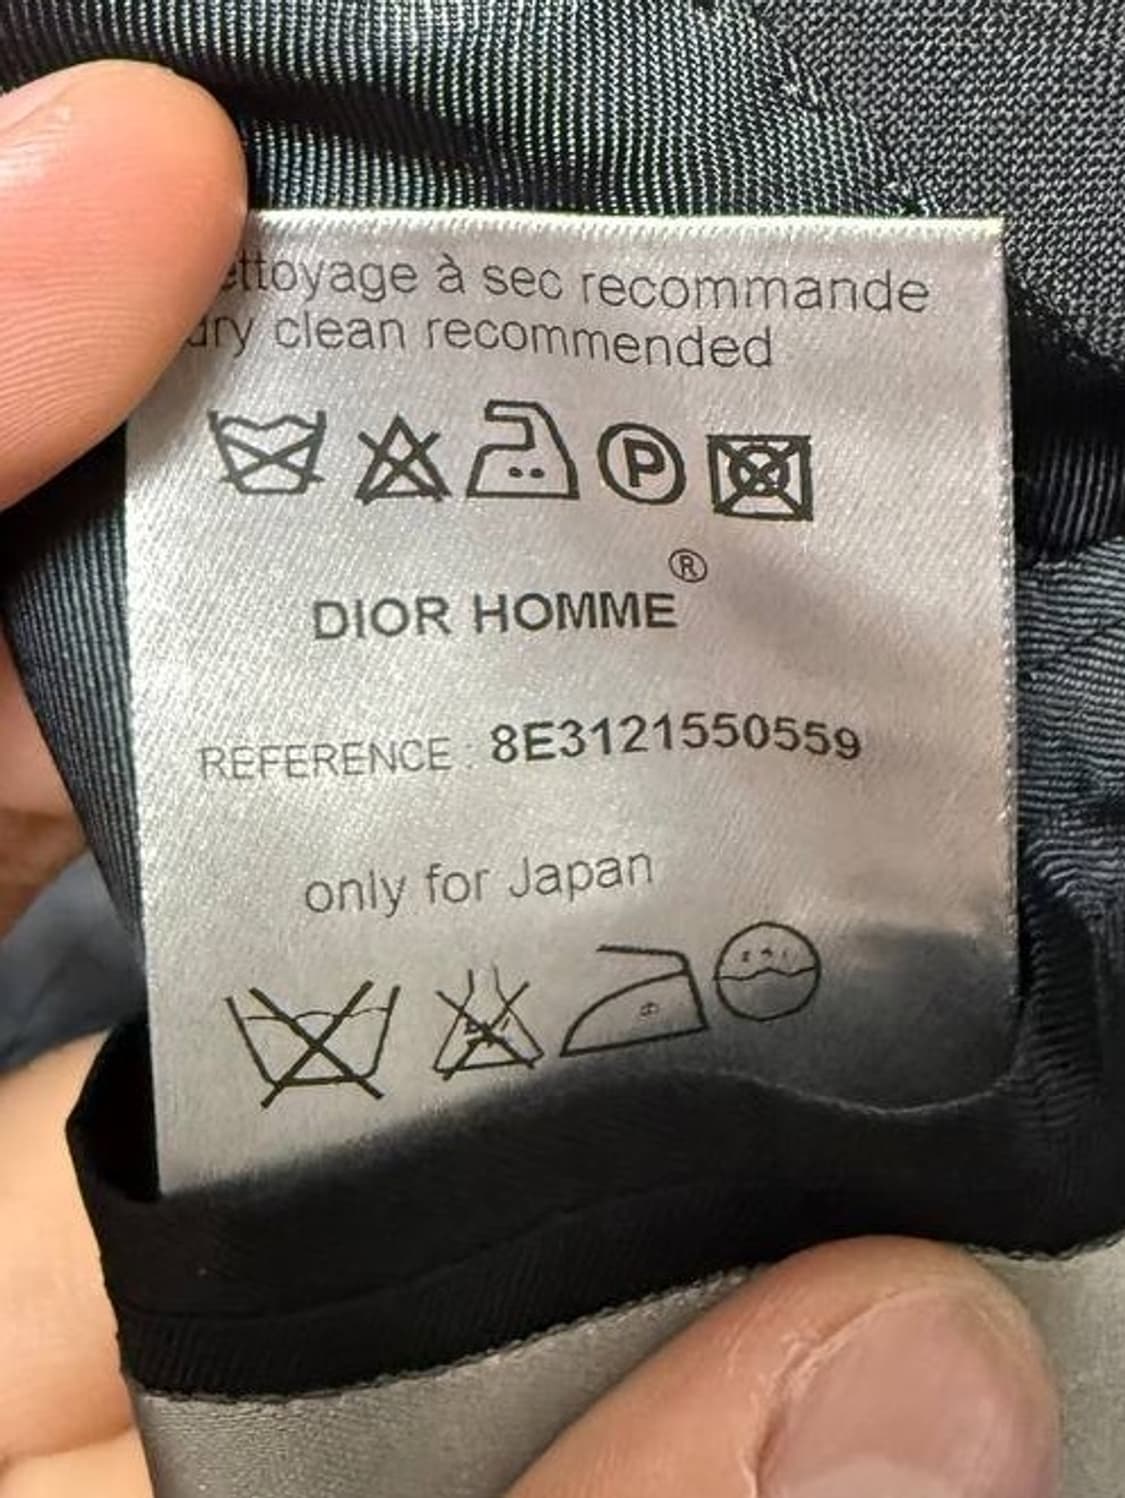 ettoyage à sec recommande
dry clean recommended
P
®
DIOR HOMME
REFERENCE : 8E3121550559
only for Japan